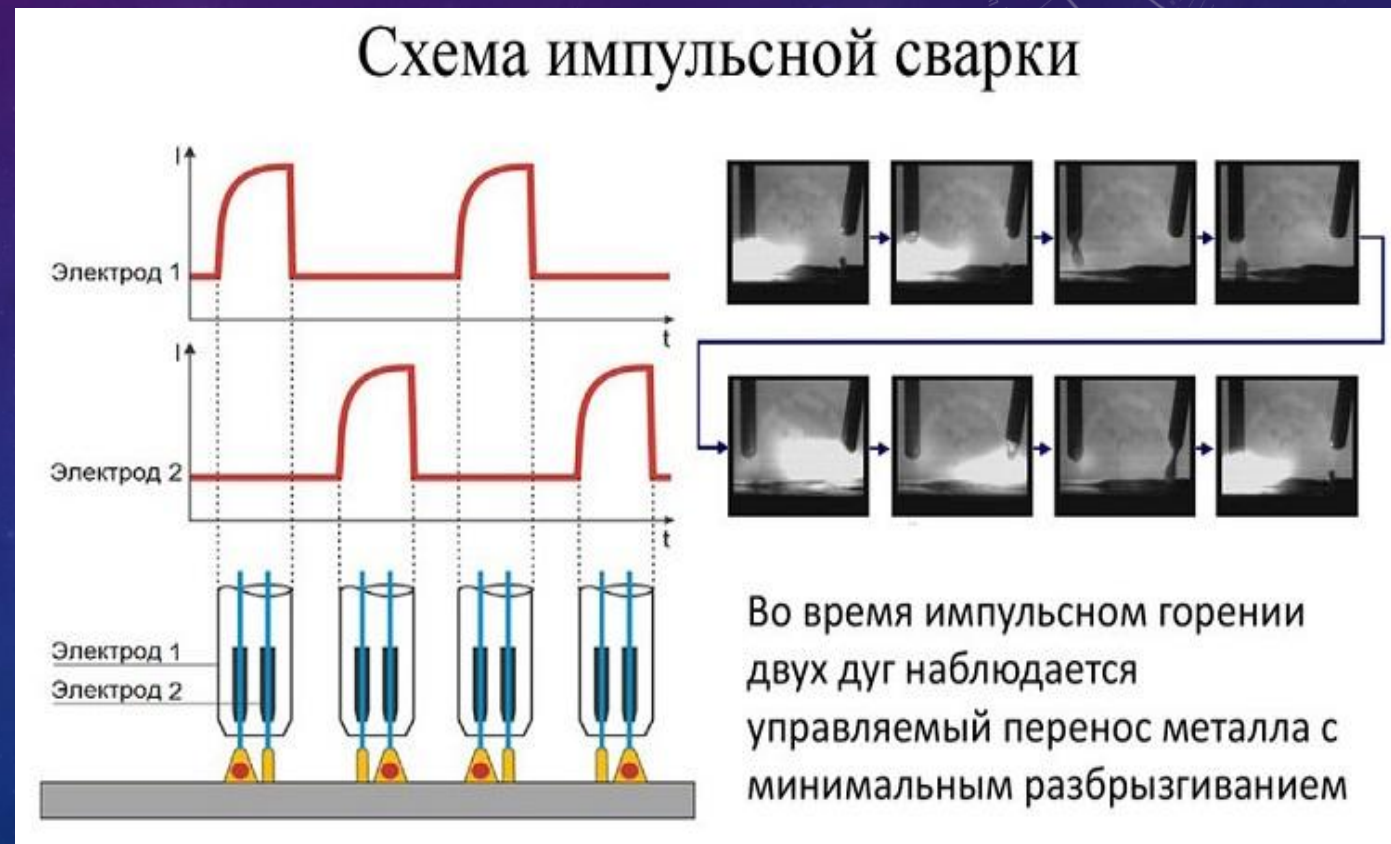 Схема импульсной сварки
I
Электрод 1
t
I
Электрод 2
t
Электрод 1
Электрод 2
Во время импульсном горении
двух дуг наблюдается
управляемый перенос металла с
минимальным разбрызгиванием